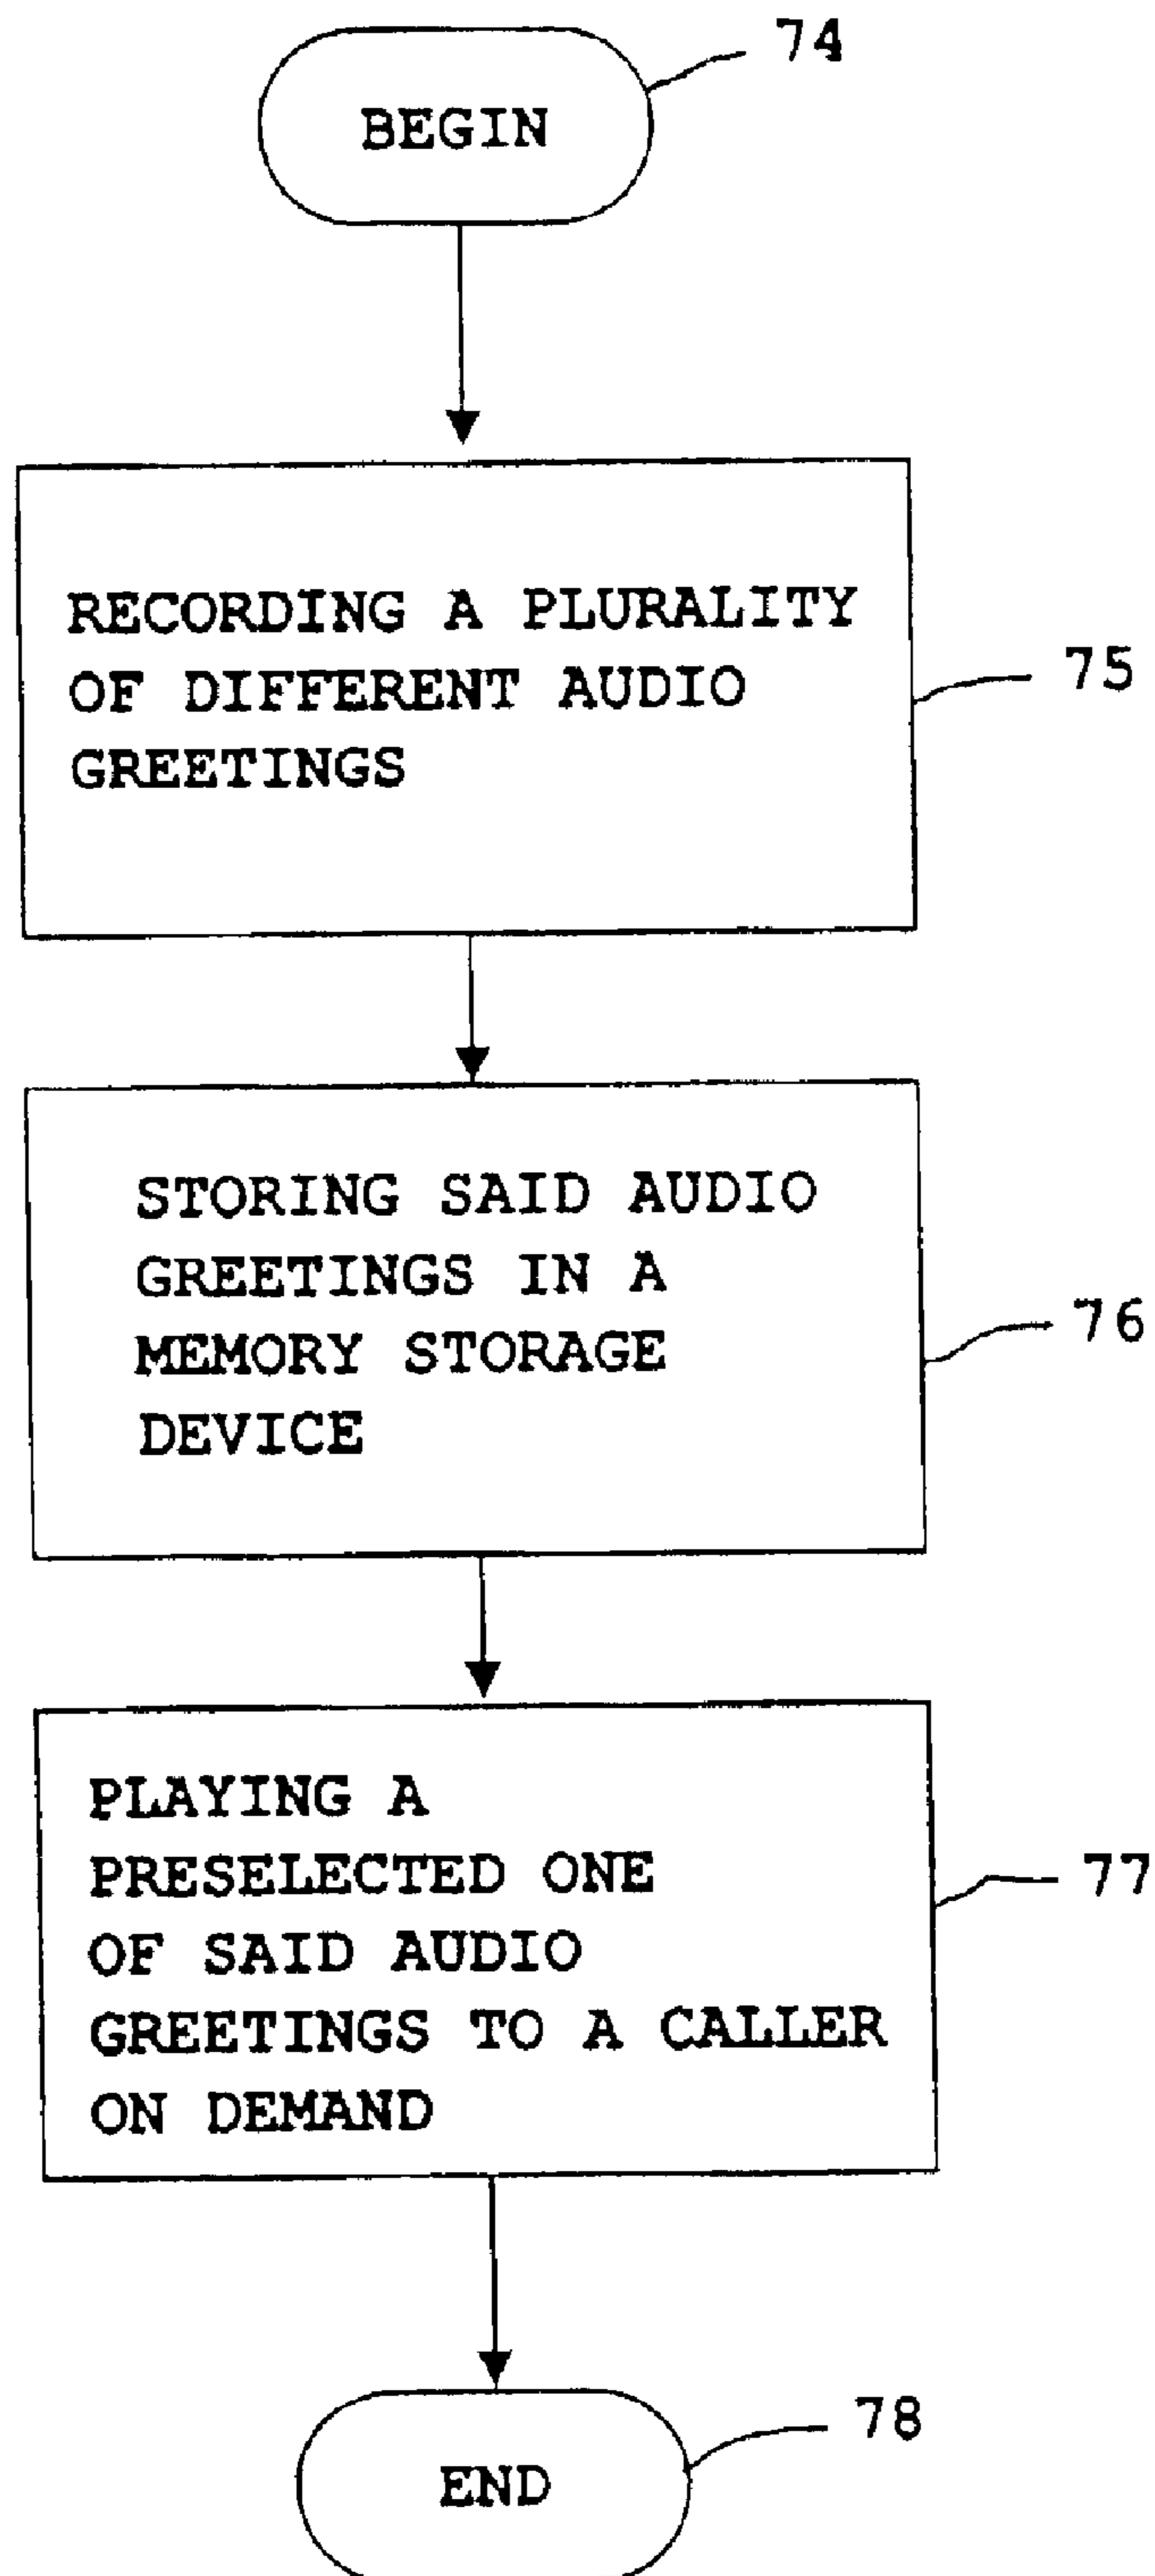 74
BEGIN
RECORDING A PLURALITY
OF DIFFERENT AUDIO
GREETINGS
75
STORING SAID AUDIO
GREETINGS IN A
MEMORY STORAGE
DEVICE
76
PLAYING A
PRESELECTED ONE
OF SAID AUDIO
GREETINGS TO A CALLER
ON DEMAND
77
78
END